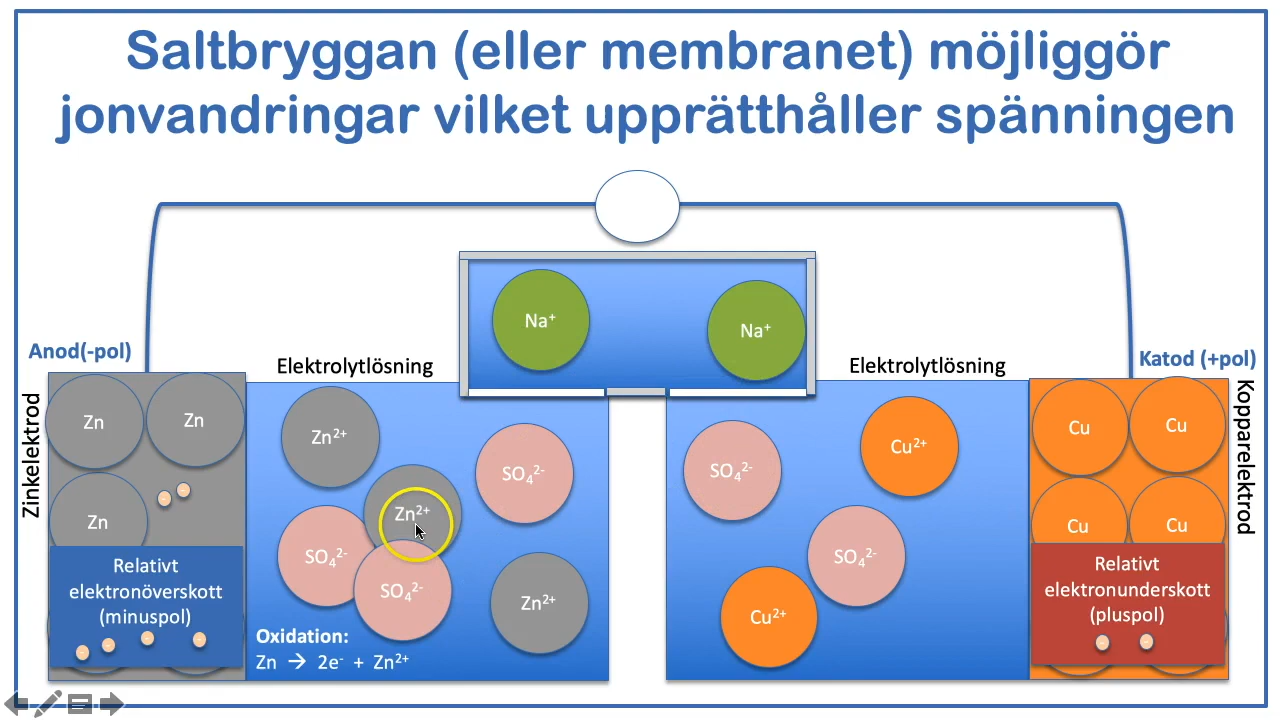 Saltbryggan (eller membranet) möjliggör
jonvandringar vilket upprätthåller spänningen
Na⁺
Na⁺
Anod(-pol)
Elektrolytlösning
Elektrolytlösning
Katod (+pol)
Zinkelektrod
Zn
Zn
Zn
Relativt
elektronöverskott
(minuspol)
-
-
-
-
-
-
Zn²⁺
Zn²⁺
SO₄²⁻
SO₄²⁻
SO₄²⁻
Zn²⁺
Oxidation:
Zn → 2e⁻ + Zn²⁺
SO₄²⁻
Cu²⁺
SO₄²⁻
Cu²⁺
Cu
Cu
Cu
Cu
Relativt
elektronunderskott
(pluspol)
-
-
Kopparelektrod